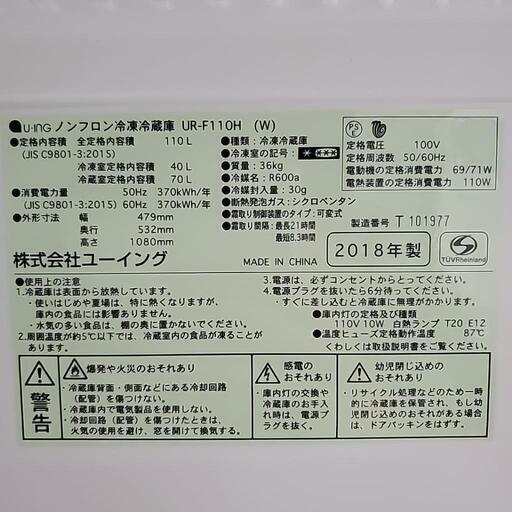 U-ING ノンフロン冷凍冷蔵庫 UR-F110H (W)
●定格内容積 全定格内容積 110L
(JIS C9801-3:2015)
冷凍室定格内容積 40L
冷蔵室定格内容積 70L
●消費電力量 50Hz 370kWh/年
(JIS C9801-3:2015) 60Hz 370kWh/年
●外形寸法 幅 479mm
奥行 532mm
高さ 1080mm
●種類:冷凍冷蔵庫
●冷凍室の記号:
●質量:36kg
●冷媒名:R600a
●冷媒封入量:30g
●断熱発泡ガス:シクロペンタン
●霜取り制御装置のタイプ:可変式
●霜取り間隔:最長21時間
最短8.3時間
PSE
定格電圧 100V
定格周波数 50/60Hz
電動機の定格消費電力 69/71W
電熱装置の定格消費電力 110W
製造番号 T 101977
株式会社ユーイング
MADE IN CHINA
2018年製
TÜVRheinland
●使用上の注意
1.冷蔵庫は表面から放熱しています。
・使いはじめや夏場は、特に熱くなりますが、
庫内の食品には影響ありません。
・水気の多い食品は、棚の奥に置かないでください。
2.周囲温度が約5℃以下では、冷蔵室内の食品が凍ることが
あります。
3.電源は、必ずコンセントからとってください。
4.電源プラグを抜いたら6分待ってください。
・すぐに差し込むと冷凍機が働かないことがあります。
●庫内灯の定格及び種類
110V 10W 白熱ランプ T20 E12
●温度ヒューズ定格動作温度 87℃
くわしくは取扱説明書をご覧ください。
警告
爆発や火災のおそれあり
・冷蔵庫背面・側面などにある冷却回路
(配管)を傷つけない。
・冷蔵庫内で電気製品を使用しない。
・冷却回路(配管)を傷つけたときは、
火気の使用を避け、窓を開けて換気する。
感電の
おそれあり
・庫内灯の交換や
冷蔵庫のお手入
れ時は、電源プラ
グを抜く。
幼児閉じ込めの
おそれあり
・リサイクル処理などのため一時
的に冷蔵庫を保管され、もし幼
児閉じ込めのおそれがある場合
は、ドアパッキンをはずす。